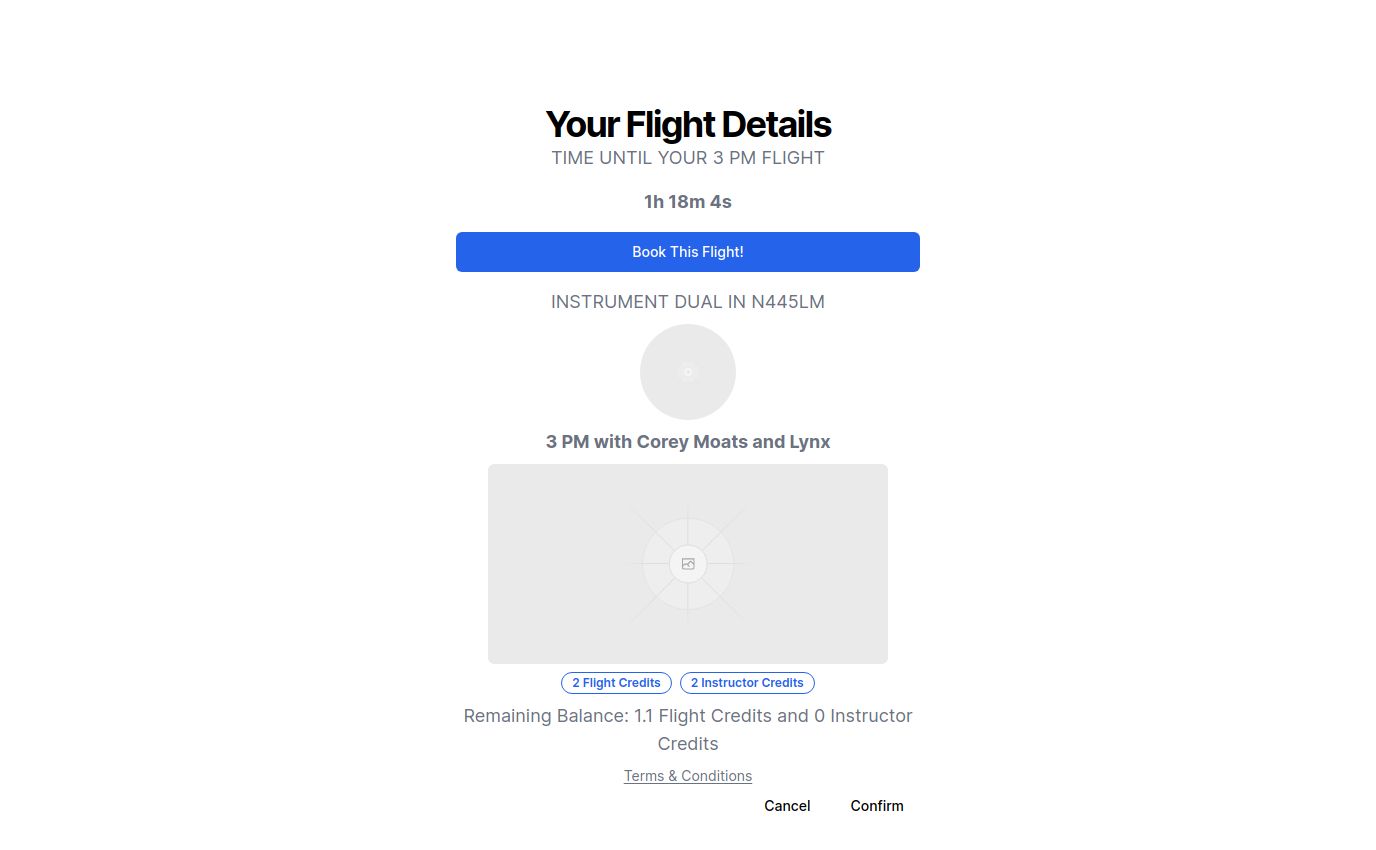 Your Flight Details
TIME UNTIL YOUR 3 PM FLIGHT
1h 18m 4s
Book This Flight!
INSTRUMENT DUAL IN N445LM
3 PM with Corey Moats and Lynx
2 Flight Credits
2 Instructor Credits
Remaining Balance: 1.1 Flight Credits and 0 Instructor
Credits
Terms & Conditions
Cancel
Confirm